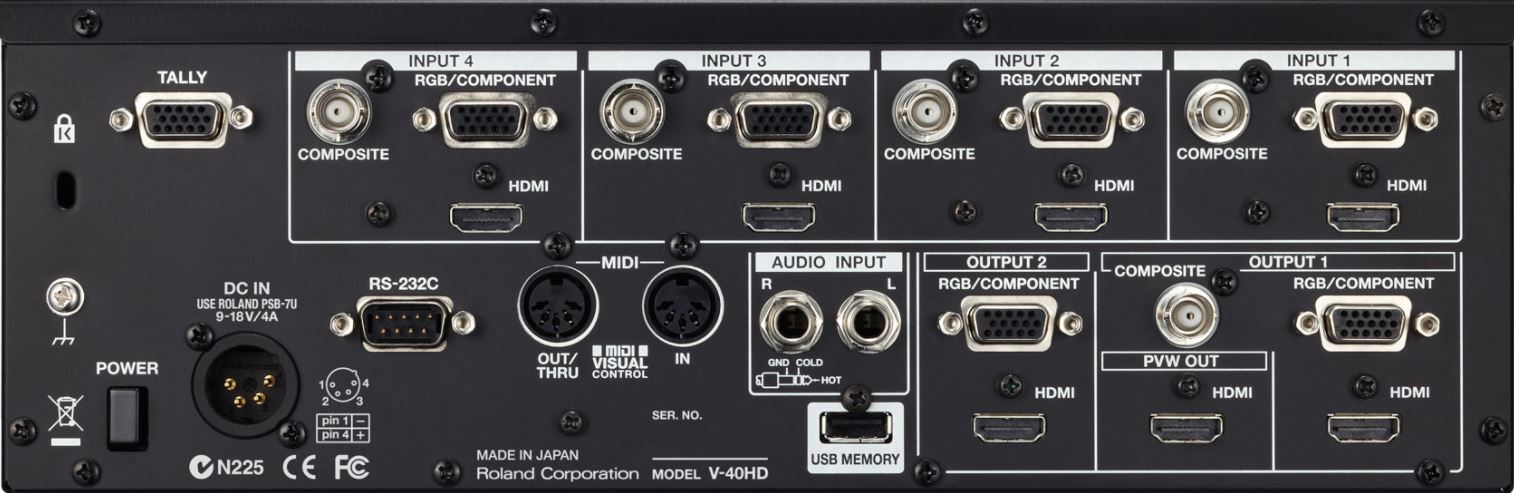 TALLY
INPUT 4
RGB/COMPONENT
COMPOSITE
HDMI
INPUT 3
RGB/COMPONENT
COMPOSITE
HDMI
INPUT 2
RGB/COMPONENT
COMPOSITE
HDMI
INPUT 1
RGB/COMPONENT
COMPOSITE
HDMI
K
DC IN
USE ROLAND PSB-7U
9-18V/4A
RS-232C
MIDI
OUT/
THRU
MIDI
VISUAL
CONTROL
IN
AUDIO INPUT
R L
GND COLD
HOT
OUTPUT 2
RGB/COMPONENT
HDMI
OUTPUT 1
COMPOSITE
RGB/COMPONENT
PVW OUT
HDMI
HDMI
POWER
1 4
2 3
pin 1 −
pin 4 +
N225 CE FC
SER. NO.
MADE IN JAPAN
Roland Corporation
MODEL V-40HD
USB MEMORY